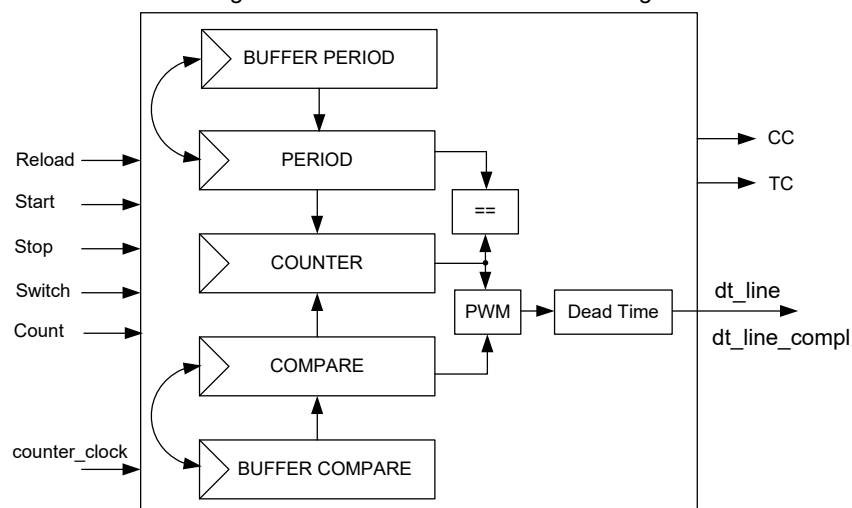 BUFFER PERIOD
Reload
PERIOD
CC
TC
Start
==
Stop
COUNTER
Switch
Count
PWM
Dead Time
dt_line
dt_line_compl
COMPARE
counter_clock
BUFFER COMPARE